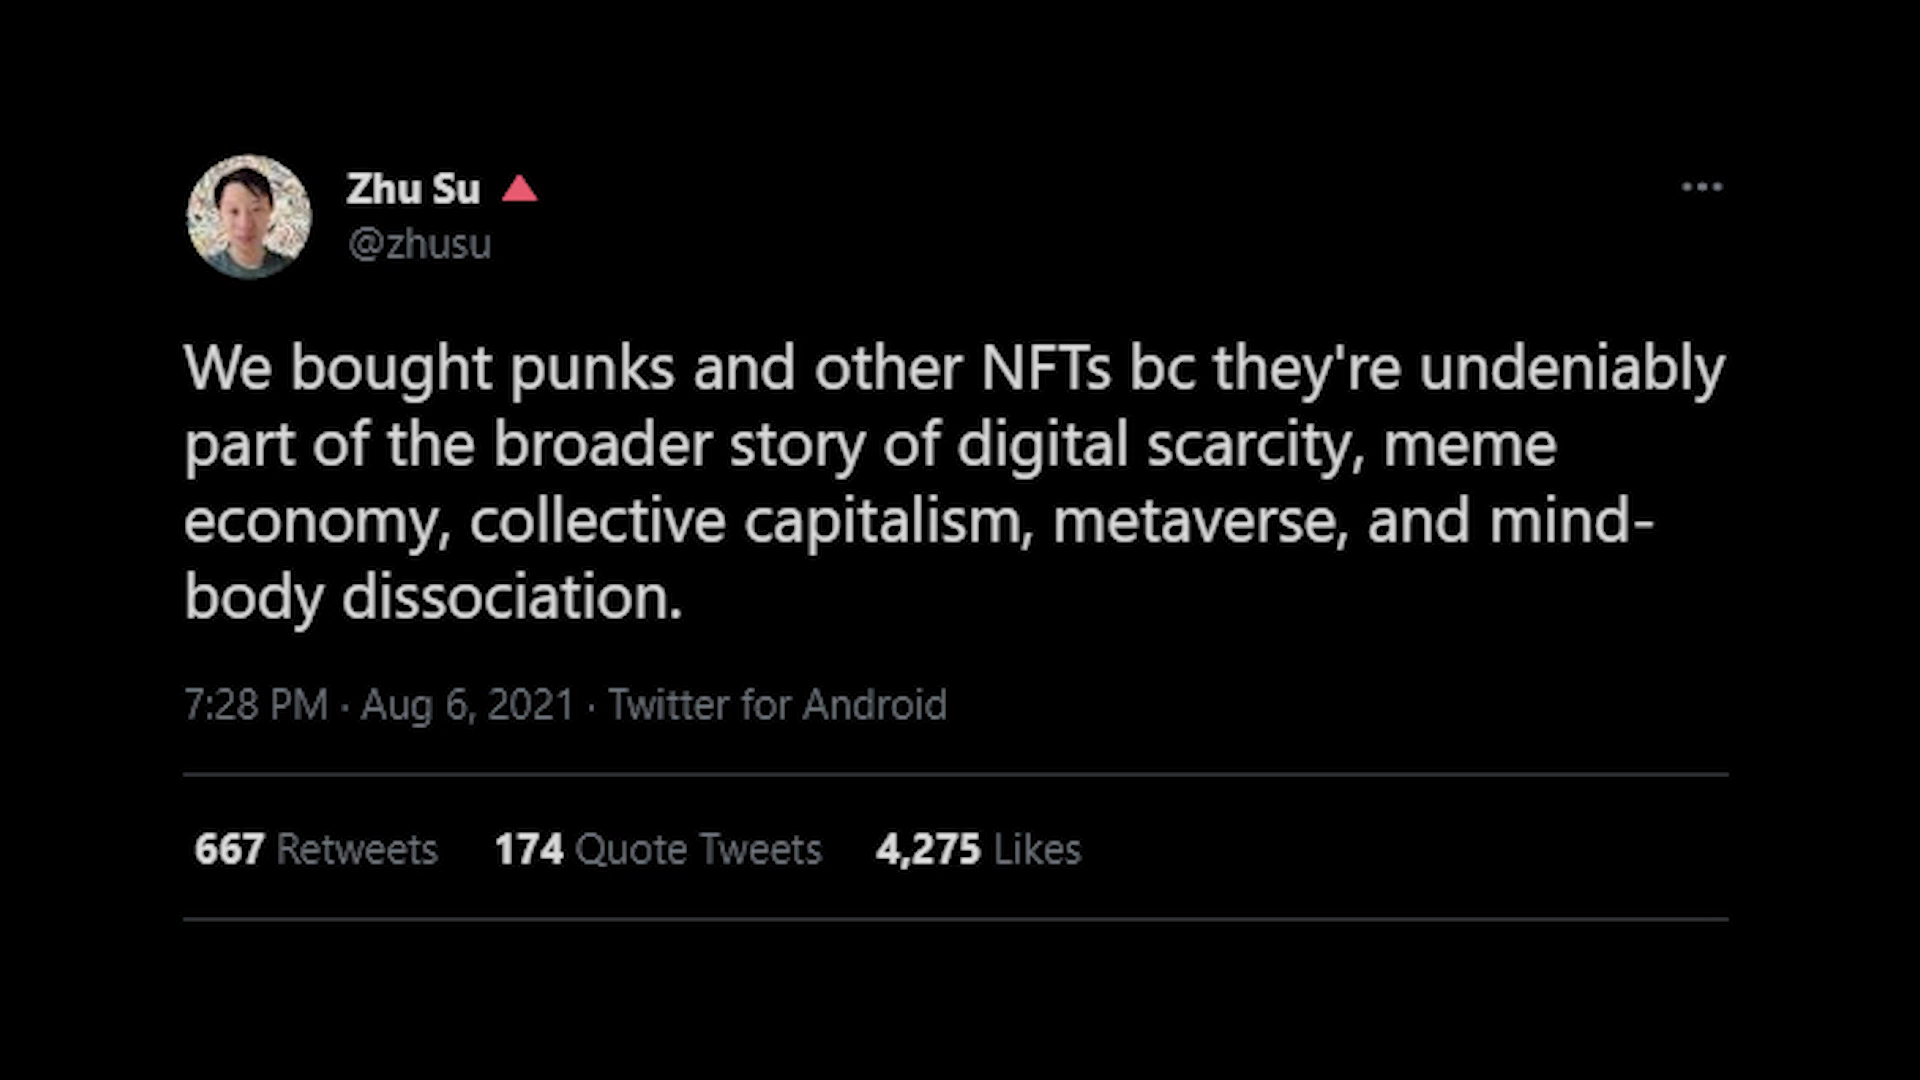 Zhu Su 🔺
@zhusu
We bought punks and other NFTs bc they're undeniably
part of the broader story of digital scarcity, meme
economy, collective capitalism, metaverse, and mind-
body dissociation.
7:28 PM · Aug 6, 2021 · Twitter for Android
667 Retweets 174 Quote Tweets 4,275 Likes